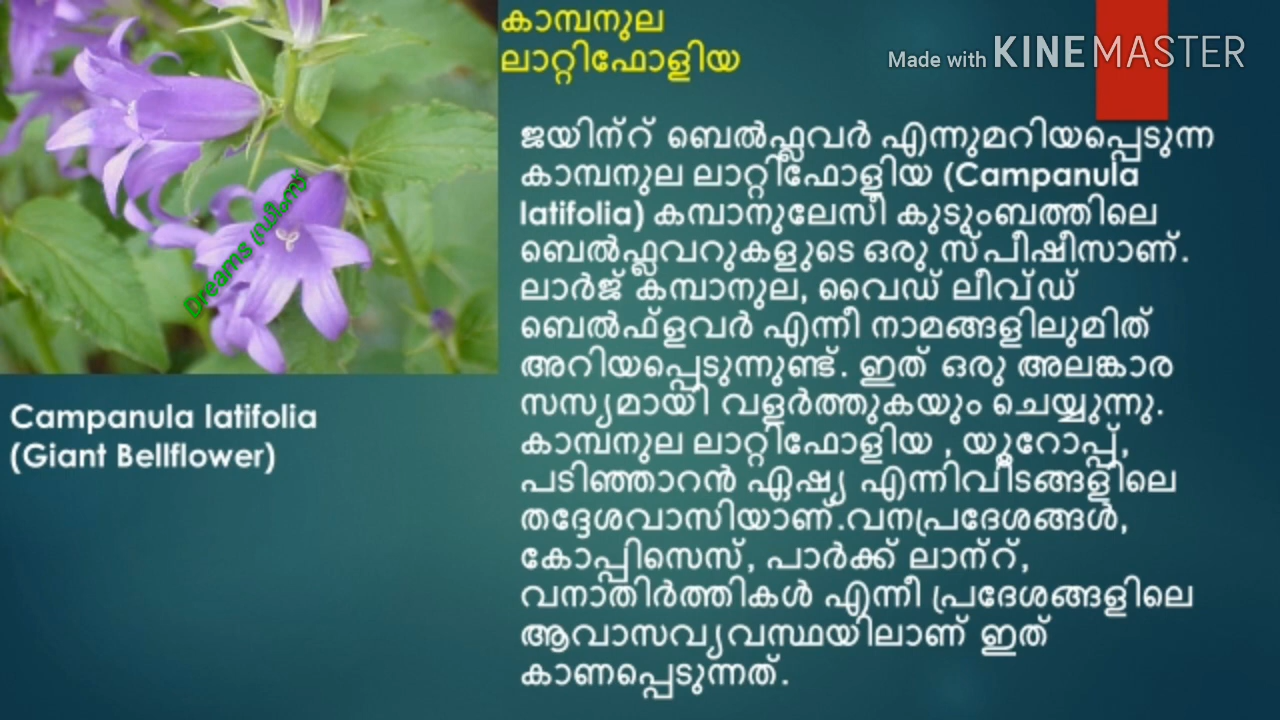 കാമ്പനുല
ലാറ്റിഫോളിയ
Made with KINEMASTER
ജയിന്റ് ബെൽഫ്ലവർ എന്നുമറിയപ്പെടുന്ന
കാമ്പനുല ലാറ്റിഫോളിയ (Campanula
latifolia) കമ്പാനുലേസീ കുടുംബത്തിലെ
ബെൽഫ്ലവറുകളുടെ ഒരു സ്പീഷീസാണ്.
ലാർജ് കമ്പാനുല, വൈഡ് ലീവ്ഡ്
ബെൽഫ്ളവർ എന്നീ നാമങ്ങളിലുമിത്
അറിയപ്പെടുന്നുണ്ട്. ഇത് ഒരു അലങ്കാര
സസ്യമായി വളർത്തുകയും ചെയ്യുന്നു.
കാമ്പനുല ലാറ്റിഫോളിയ , യൂറോപ്പ്,
പടിഞ്ഞാറൻ ഏഷ്യ എന്നിവിടങ്ങളിലെ
തദ്ദേശവാസിയാണ്.വനപ്രദേശങ്ങൾ,
കോപ്പിസെസ്, പാർക്ക് ലാന്റ്,
വനാതിർത്തികൾ എന്നീ പ്രദേശങ്ങളിലെ
ആവാസവ്യവസ്ഥയിലാണ് ഇത്
കാണപ്പെടുന്നത്.
Dreams (ഡ്രീംസ്)
Campanula latifolia
(Giant Bellflower)